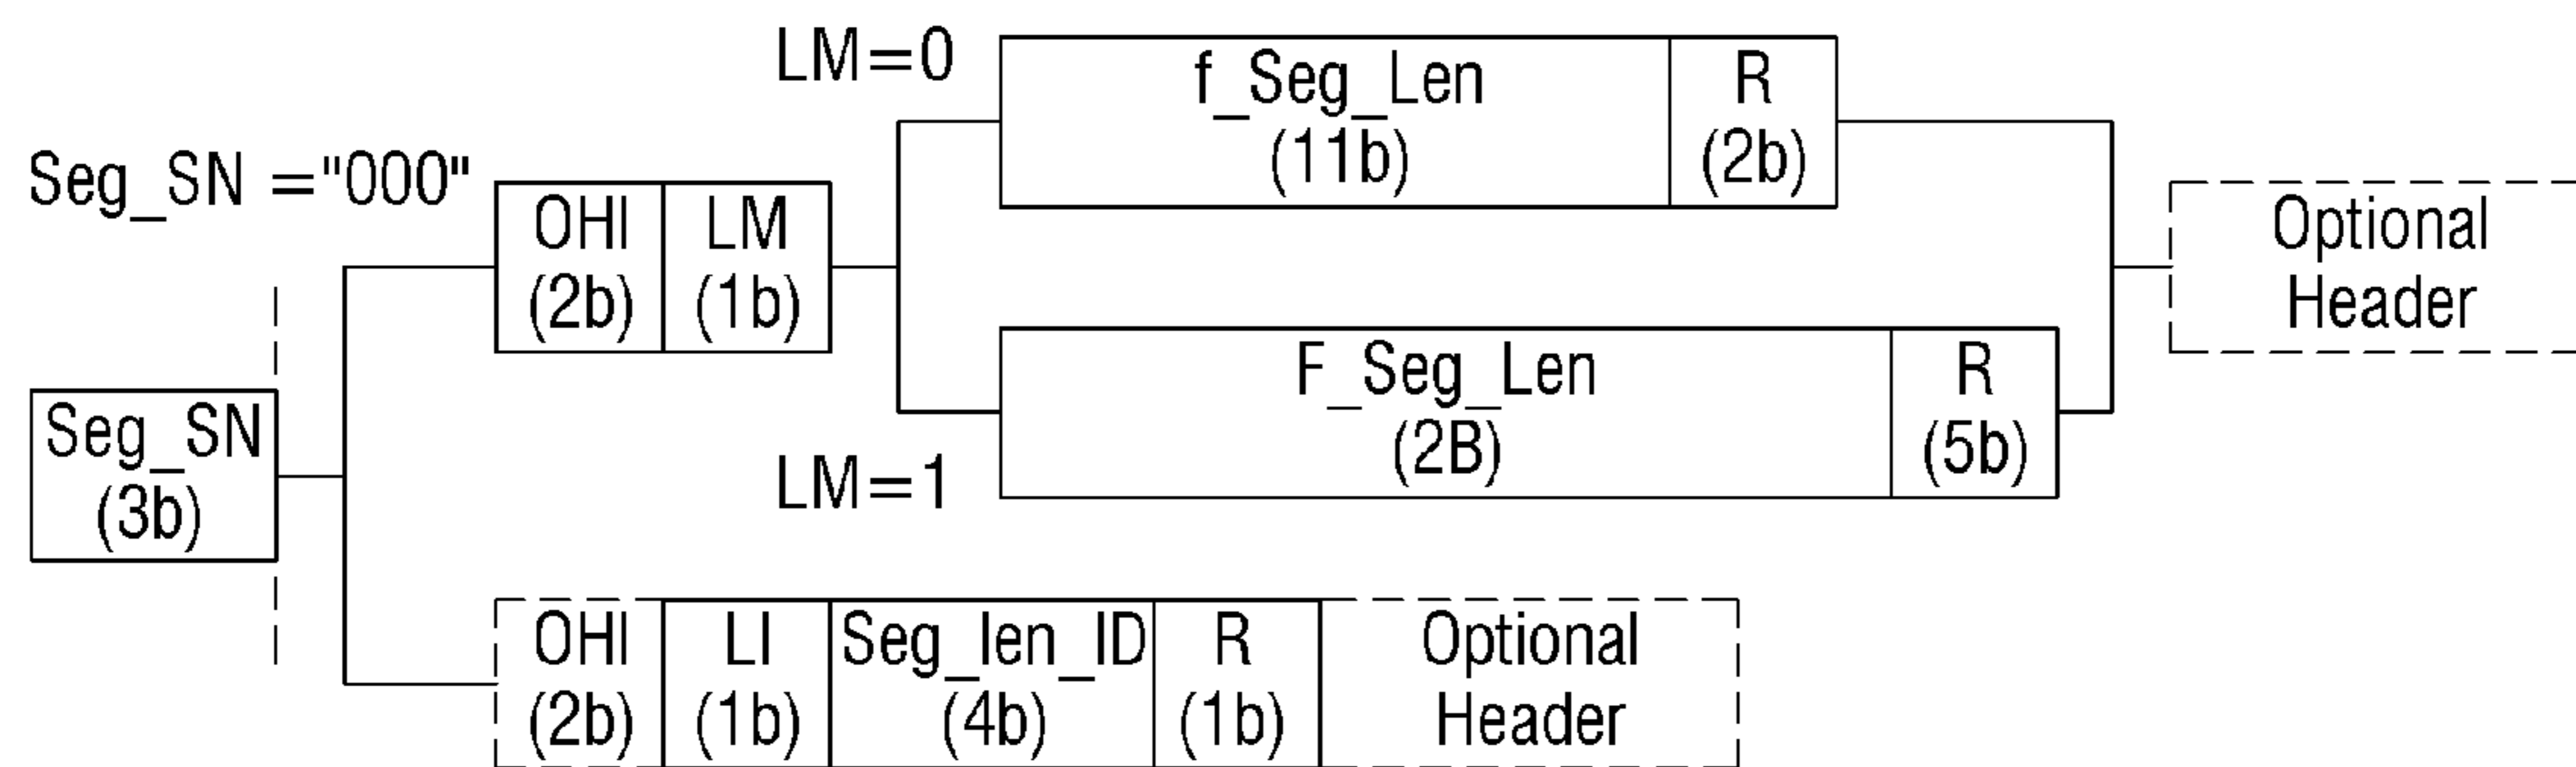 LM=0
f_Seg_Len
(11b)
R
(2b)
Seg_SN ="000"
OHI
(2b)
LM
(1b)
Optional
Header
F_Seg_Len
(2B)
R
(5b)
LM=1
Seg_SN
(3b)
OHI
(2b)
LI
(1b)
Seg_len_ID
(4b)
R
(1b)
Optional
Header